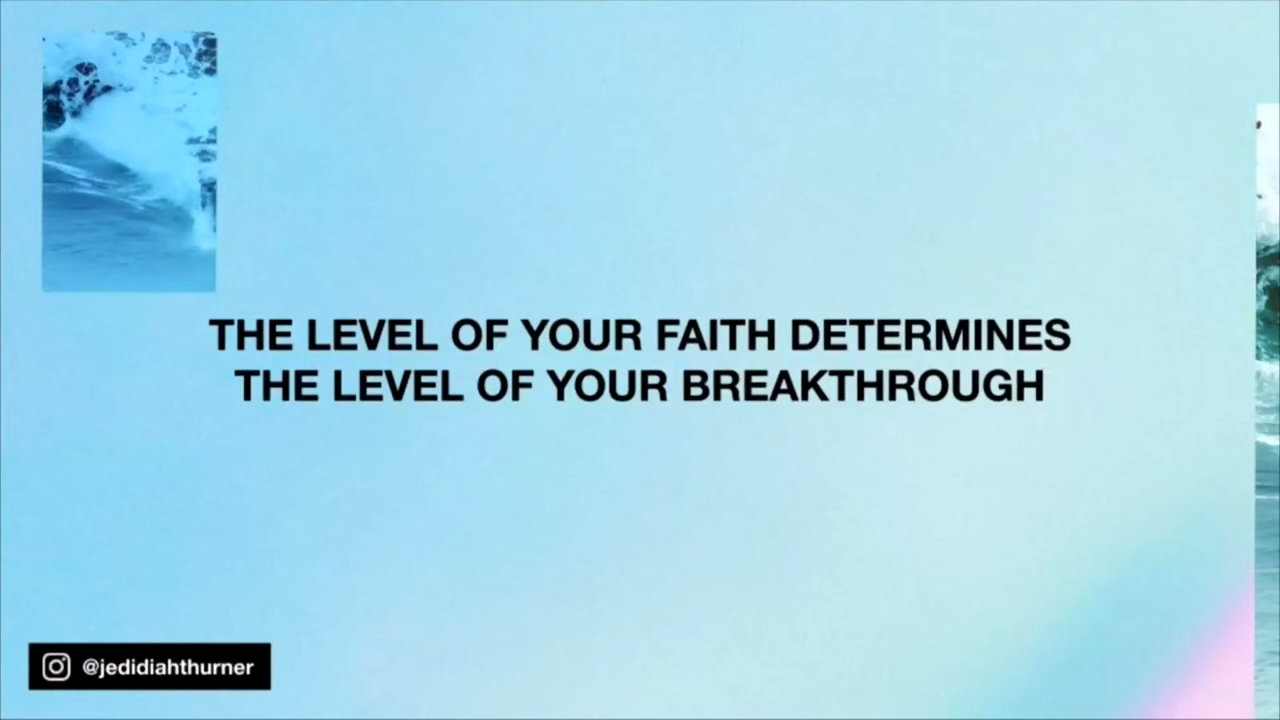 THE LEVEL OF YOUR FAITH DETERMINES
THE LEVEL OF YOUR BREAKTHROUGH
@jedidiahthurner